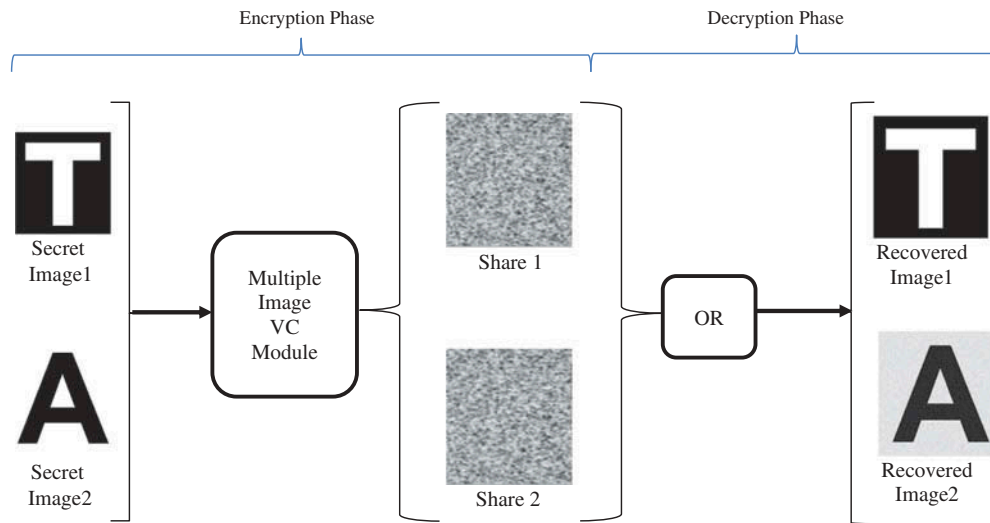 Encryption Phase
Decryption Phase
T
Secret
Image1
A
Secret
Image2
Multiple
Image
VC
Module
Share 1
Share 2
OR
T
Recovered
Image1
A
Recovered
Image2